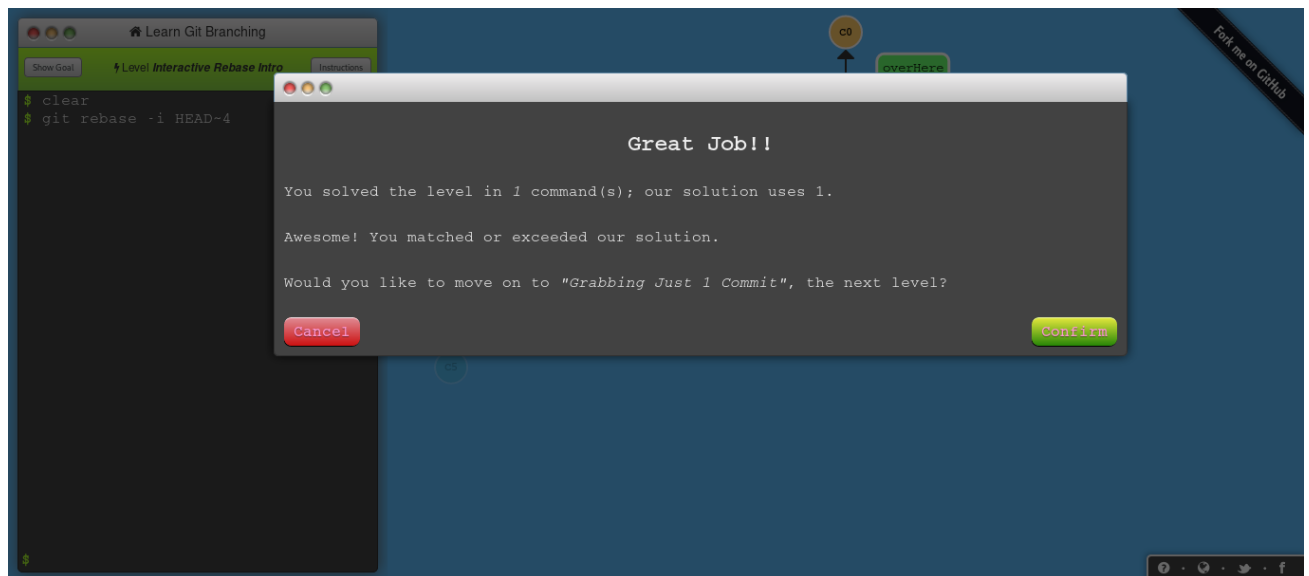 Learn Git Branching
Show Goal
Level Interactive Rebase Intro
Instructions
$ clear
$ git rebase -i HEAD~4
$
C0
overHere
Fork me on GitHub
Great Job!!
You solved the level in 1 command(s); our solution uses 1.
Awesome! You matched or exceeded our solution.
Would you like to move on to "Grabbing Just 1 Commit", the next level?
Cancel
Confirm